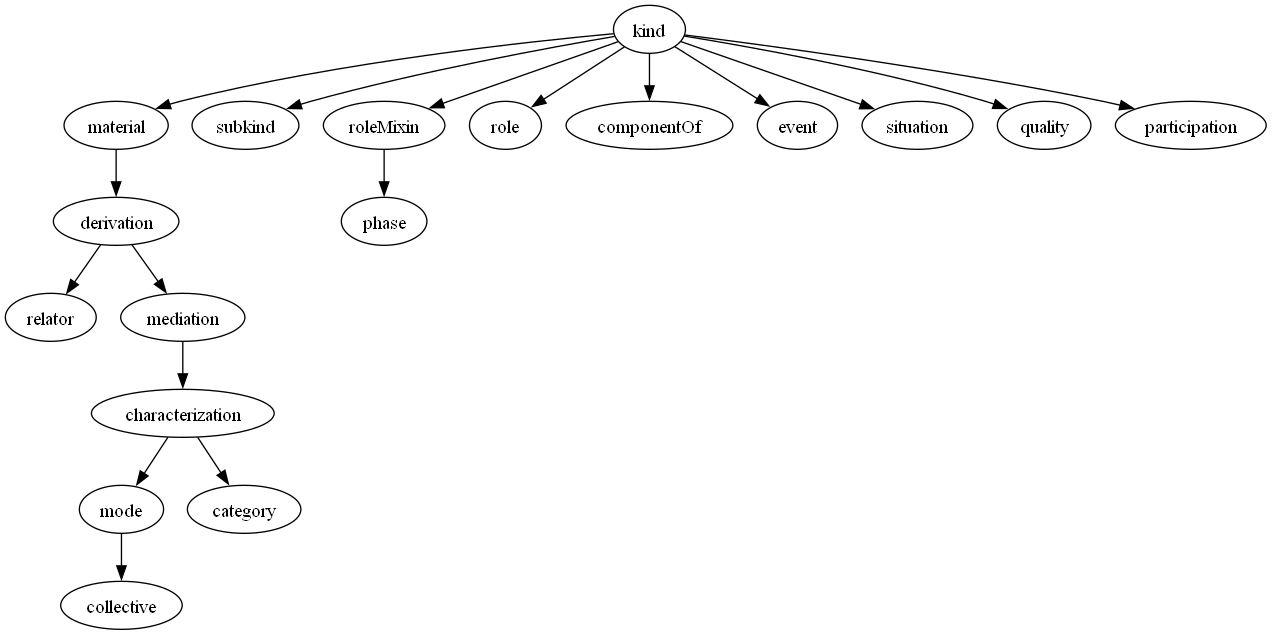 kind
material
subkind
roleMixin
role
componentOf
event
situation
quality
participation
derivation
phase
relator
mediation
characterization
mode
category
collective